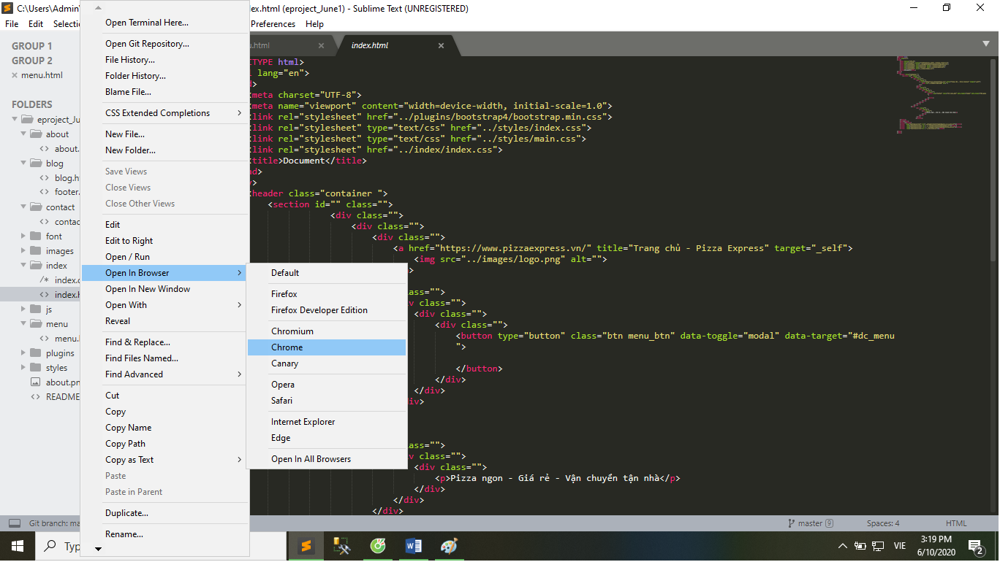 C:\Users\Admin\
ndex.html (eproject_June1) - Sublime Text (UNREGISTERED)
File Edit Selectio
Preferences Help
GROUP 1
GROUP 2
menu.html
FOLDERS
eproject_Ju
about
about.
blog
blog.h
footer.
contact
contac
font
images
index
index.c
index.h
js
menu
menu.
plugins
styles
about.pn
README
Open Terminal Here...
Open Git Repository...
File History...
Folder History...
Blame File...
CSS Extended Completions
New File...
New Folder...
Save Views
Close Views
Close Other Views
Edit
Edit to Right
Open / Run
Open In Browser
Open In New Window
Open With
Reveal
Find & Replace...
Find Files Named...
Find Advanced
Cut
Copy
Copy Name
Copy Path
Copy as Text
Paste
Paste in Parent
Duplicate...
Rename...
Default
Firefox
Firefox Developer Edition
Chromium
Chrome
Canary
Opera
Safari
Internet Explorer
Edge
Open In All Browsers
u.html
index.html
TYPE html>
lang="en">
d>
meta charset="UTF-8">
meta name="viewport" content="width=device-width, initial-scale=1.0">
link rel="stylesheet" href="../plugins/bootstrap4/bootstrap.min.css">
link rel="stylesheet" type="text/css" href="../styles/index.css">
link rel="stylesheet" type="text/css" href="../styles/main.css">
link rel="stylesheet" href="../index/index.css">
title>Document</title>
ad>
>
header class="container ">
<section id="" class="">
<div class="">
<div class="">
<div class="">
<a href="https://www.pizzaexpress.vn/" title="Trang chủ - Pizza Express" target="_self">
<img src="../images/logo.png" alt="">
>
ass="">
v class="">
<div class="">
<div class="">
<button type="button" class="btn menu_btn" data-toggle="modal" data-target="#dc_menu
">
</button>
</div>
</div>
div>
ass="">
v class="">
<div class="">
<p>Pizza ngon - Giá rẻ - Vận chuyển tận nhà</p>
</div>
</div>
</div>
Git branch: ma
master 9
Spaces: 4
HTML
Typ
VIE
3:19 PM
6/10/2020
2